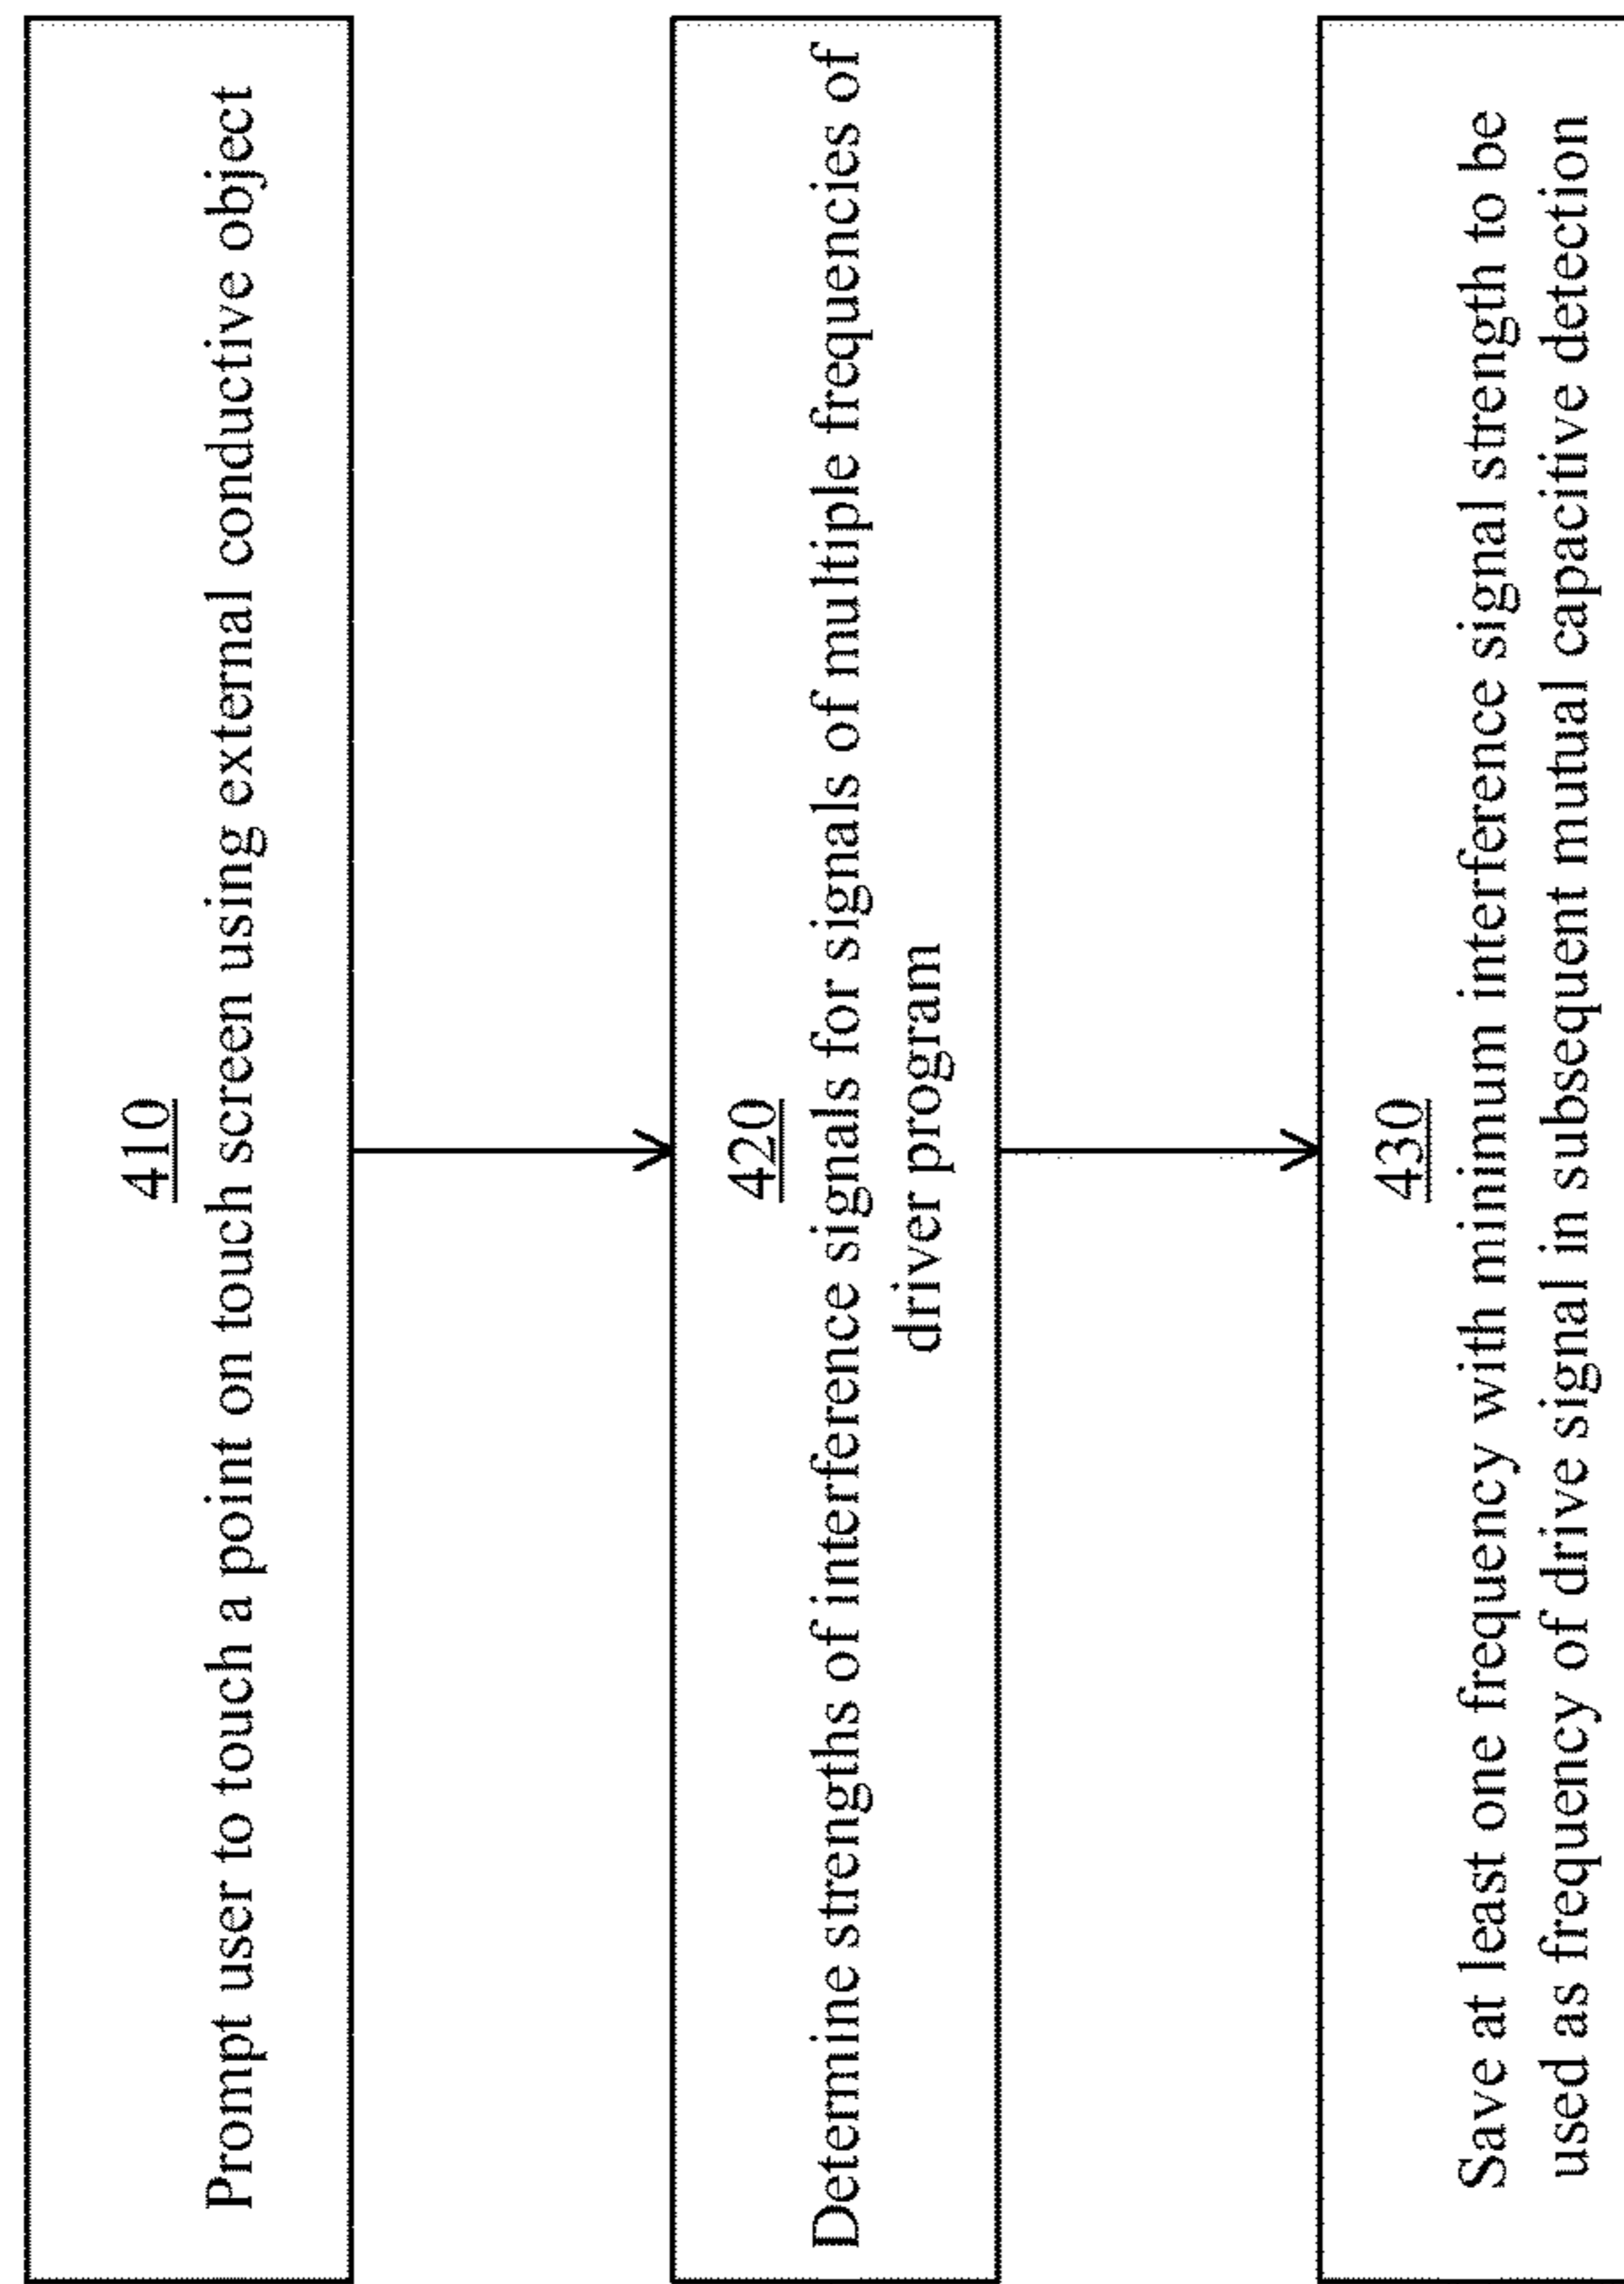 410
Prompt user to touch a point on touch screen using external conductive object
420
Determine strengths of interference signals for signals of multiple frequencies of
driver program
430
Save at least one frequency with minimum interference signal strength to be
used as frequency of drive signal in subsequent mutual capacitive detection